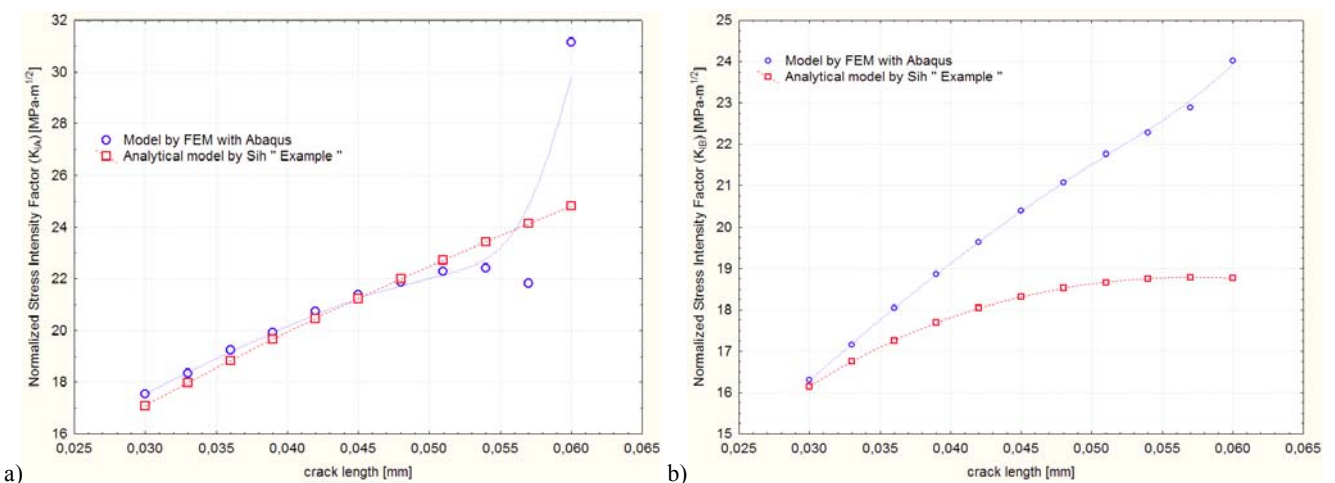 32
30
28
26
24
22
20
18
16
Normalized Stress Intensity Factor (K_I(A)) [MPa-m^1/2]
Model by FEM with Abaqus
Analytical model by Sih " Example "
0,025 0,030 0,035 0,040 0,045 0,050 0,055 0,060 0,065
crack length [mm]
a)
25
24
23
22
21
20
19
18
17
16
15
Normalized Stress Intensity Factor (K_IB) [MPa-m^1/2]
Model by FEM with Abaqus
Analytical model by Sih " Example "
0,025 0,030 0,035 0,040 0,045 0,050 0,055 0,060 0,065
crack length [mm]
b)